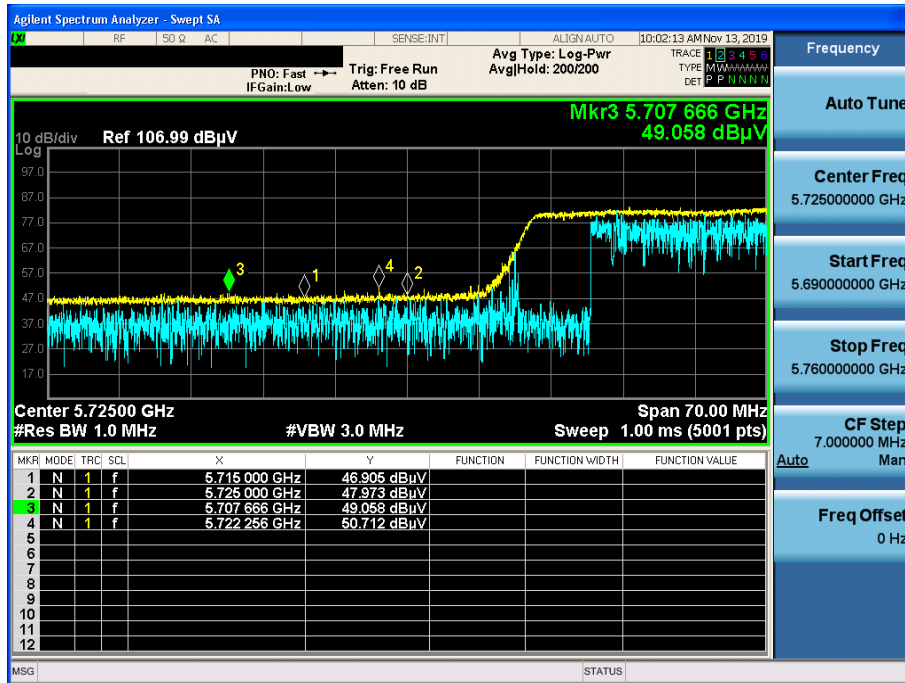 Agilent Spectrum Analyzer - Swept SA
LXI RF 50 Ω AC SENSE:INT ALIGN AUTO 10:02:13 AM Nov 13, 2019
PNO: Fast Trig: Free Run Avg Type: Log-Pwr TRACE 1 2 3 4 5 6
IFGain:Low Atten: 10 dB Avg|Hold: 200/200 TYPE M W W W W W
DET P P N N N N
Frequency
Mkr3 5.707 666 GHz
49.058 dBµV
10 dB/div Ref 106.99 dBµV
Log
97.0
87.0
77.0
67.0
57.0
47.0
37.0
27.0
17.0
3
1
4
2
Center 5.72500 GHz Span 70.00 MHz
#Res BW 1.0 MHz #VBW 3.0 MHz Sweep 1.00 ms (5001 pts)
MKR MODE TRC SCL X Y FUNCTION FUNCTION WIDTH FUNCTION VALUE
1 N 1 f 5.715 000 GHz 46.905 dBµV
2 N 1 f 5.725 000 GHz 47.973 dBµV
3 N 1 f 5.707 666 GHz 49.058 dBµV
4 N 1 f 5.722 256 GHz 50.712 dBµV
5
6
7
8
9
10
11
12
MSG STATUS
Auto Tune
Center Freq
5.725000000 GHz
Start Freq
5.690000000 GHz
Stop Freq
5.760000000 GHz
CF Step
7.000000 MHz
Auto Man
Freq Offset
0 Hz